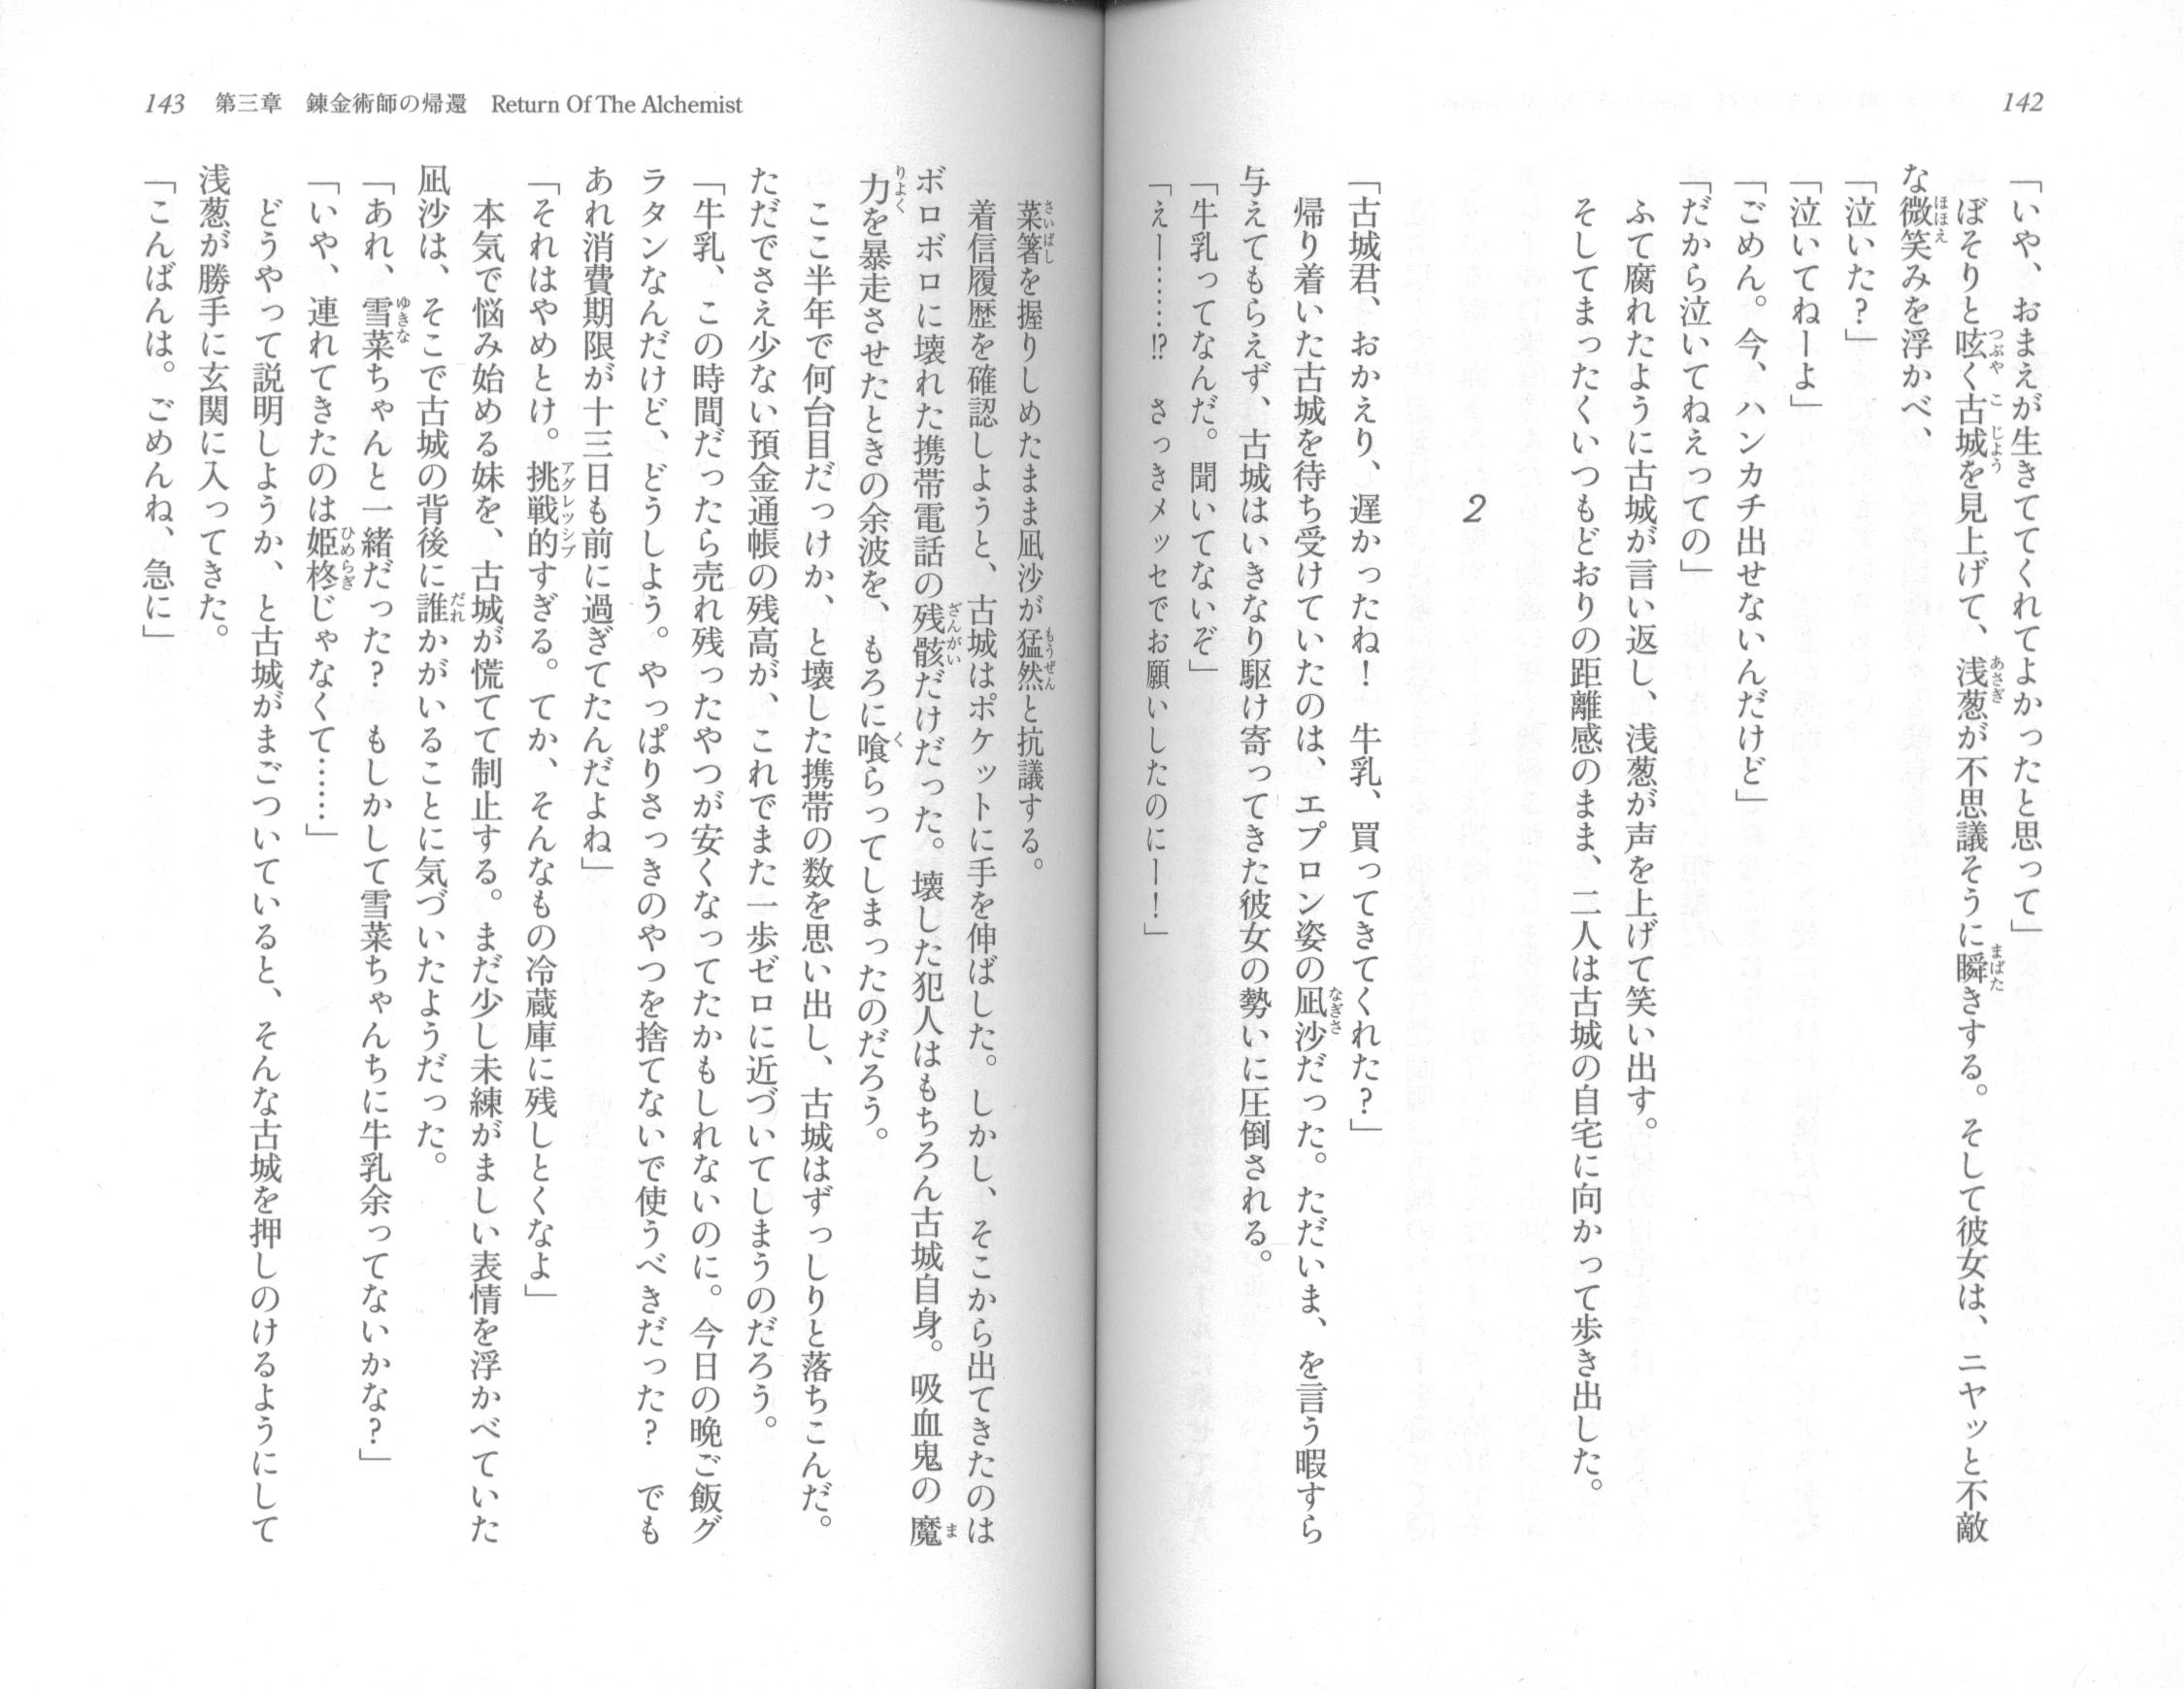 142
「いや、おまえが生きててくれてよかったと思って」
ぼそりと呟く古城を見上げて、浅葱が不思議そうに瞬きする。そして彼女は、ニヤッと不敵
な微笑みを浮かべ、
「泣いた？」
「泣いてねーよ」
「ごめん。今、ハンカチ出せないんだけど」
「だから泣いてねえっての」
ふて腐れたように古城が言い返し、浅葱が声を上げて笑い出す。
そしてまったくいつもどおりの距離感のまま、二人は古城の自宅に向かって歩き出した。
2
「古城君、おかえり、遅かったね！　牛乳、買ってきてくれた？」
帰り着いた古城を待ち受けていたのは、エプロン姿の凪沙だった。ただいま、を言う暇すら
与えてもらえず、古城はいきなり駆け寄ってきた彼女の勢いに圧倒される。
「牛乳ってなんだ。聞いてないぞ」
「えー……⁉　さっきメッセでお願いしたのにー！」
143　第三章　錬金術師の帰還　Return Of The Alchemist
菜箸を握りしめたまま凪沙が猛然と抗議する。
着信履歴を確認しようと、古城はポケットに手を伸ばした。しかし、そこから出てきたのは
ボロボロに壊れた携帯電話の残骸だけだった。壊した犯人はもちろん古城自身。吸血鬼の魔
力を暴走させたときの余波を、もろに喰らってしまったのだろう。
ここ半年で何台目だっけか、と壊した携帯の数を思い出し、古城はずっしりと落ちこんだ。
ただでさえ少ない預金通帳の残高が、これでまた一歩ゼロに近づいてしまうのだろう。
「牛乳、この時間だったら売れ残ったやつが安くなってたかもしれないのに。今日の晩ご飯グ
ラタンなんだけど、どうしよう。やっぱりさっきのやつを捨てないで使うべきだった？　でも
あれ消費期限が十三日も前に過ぎてたんだよね」
「それはやめとけ。挑戦的すぎる。てか、そんなもの冷蔵庫に残しとくなよ」
本気で悩み始める妹を、古城が慌てて制止する。まだ少し未練がましい表情を浮かべていた
凪沙は、そこで古城の背後に誰かがいることに気づいたようだった。
「あれ、雪菜ちゃんと一緒だった？　もしかして雪菜ちゃんちに牛乳余ってないかな？」
「いや、連れてきたのは姫柊じゃなくて……」
どうやって説明しようか、と古城がまごついていると、そんな古城を押しのけるようにして
浅葱が勝手に玄関に入ってきた。
「こんばんは。ごめんね、急に」